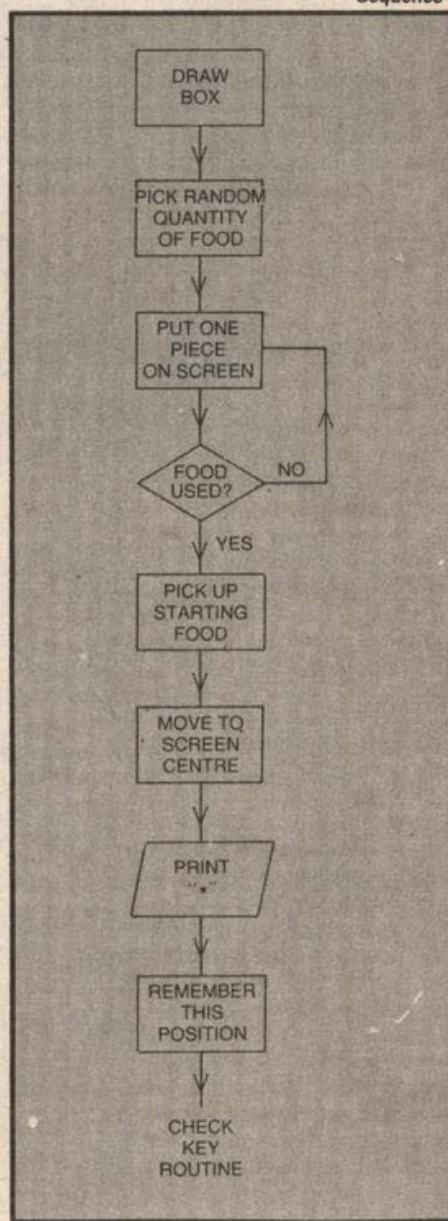 Sequence
DRAW
BOX
PICK RANDOM
QUANTITY
OF FOOD
PUT ONE
PIECE
ON SCREEN
FOOD
USED?
NO
YES
PICK UP
STARTING
FOOD
MOVE TO
SCREEN
CENTRE
PRINT
"*"
REMEMBER
THIS
POSITION
CHECK
KEY
ROUTINE